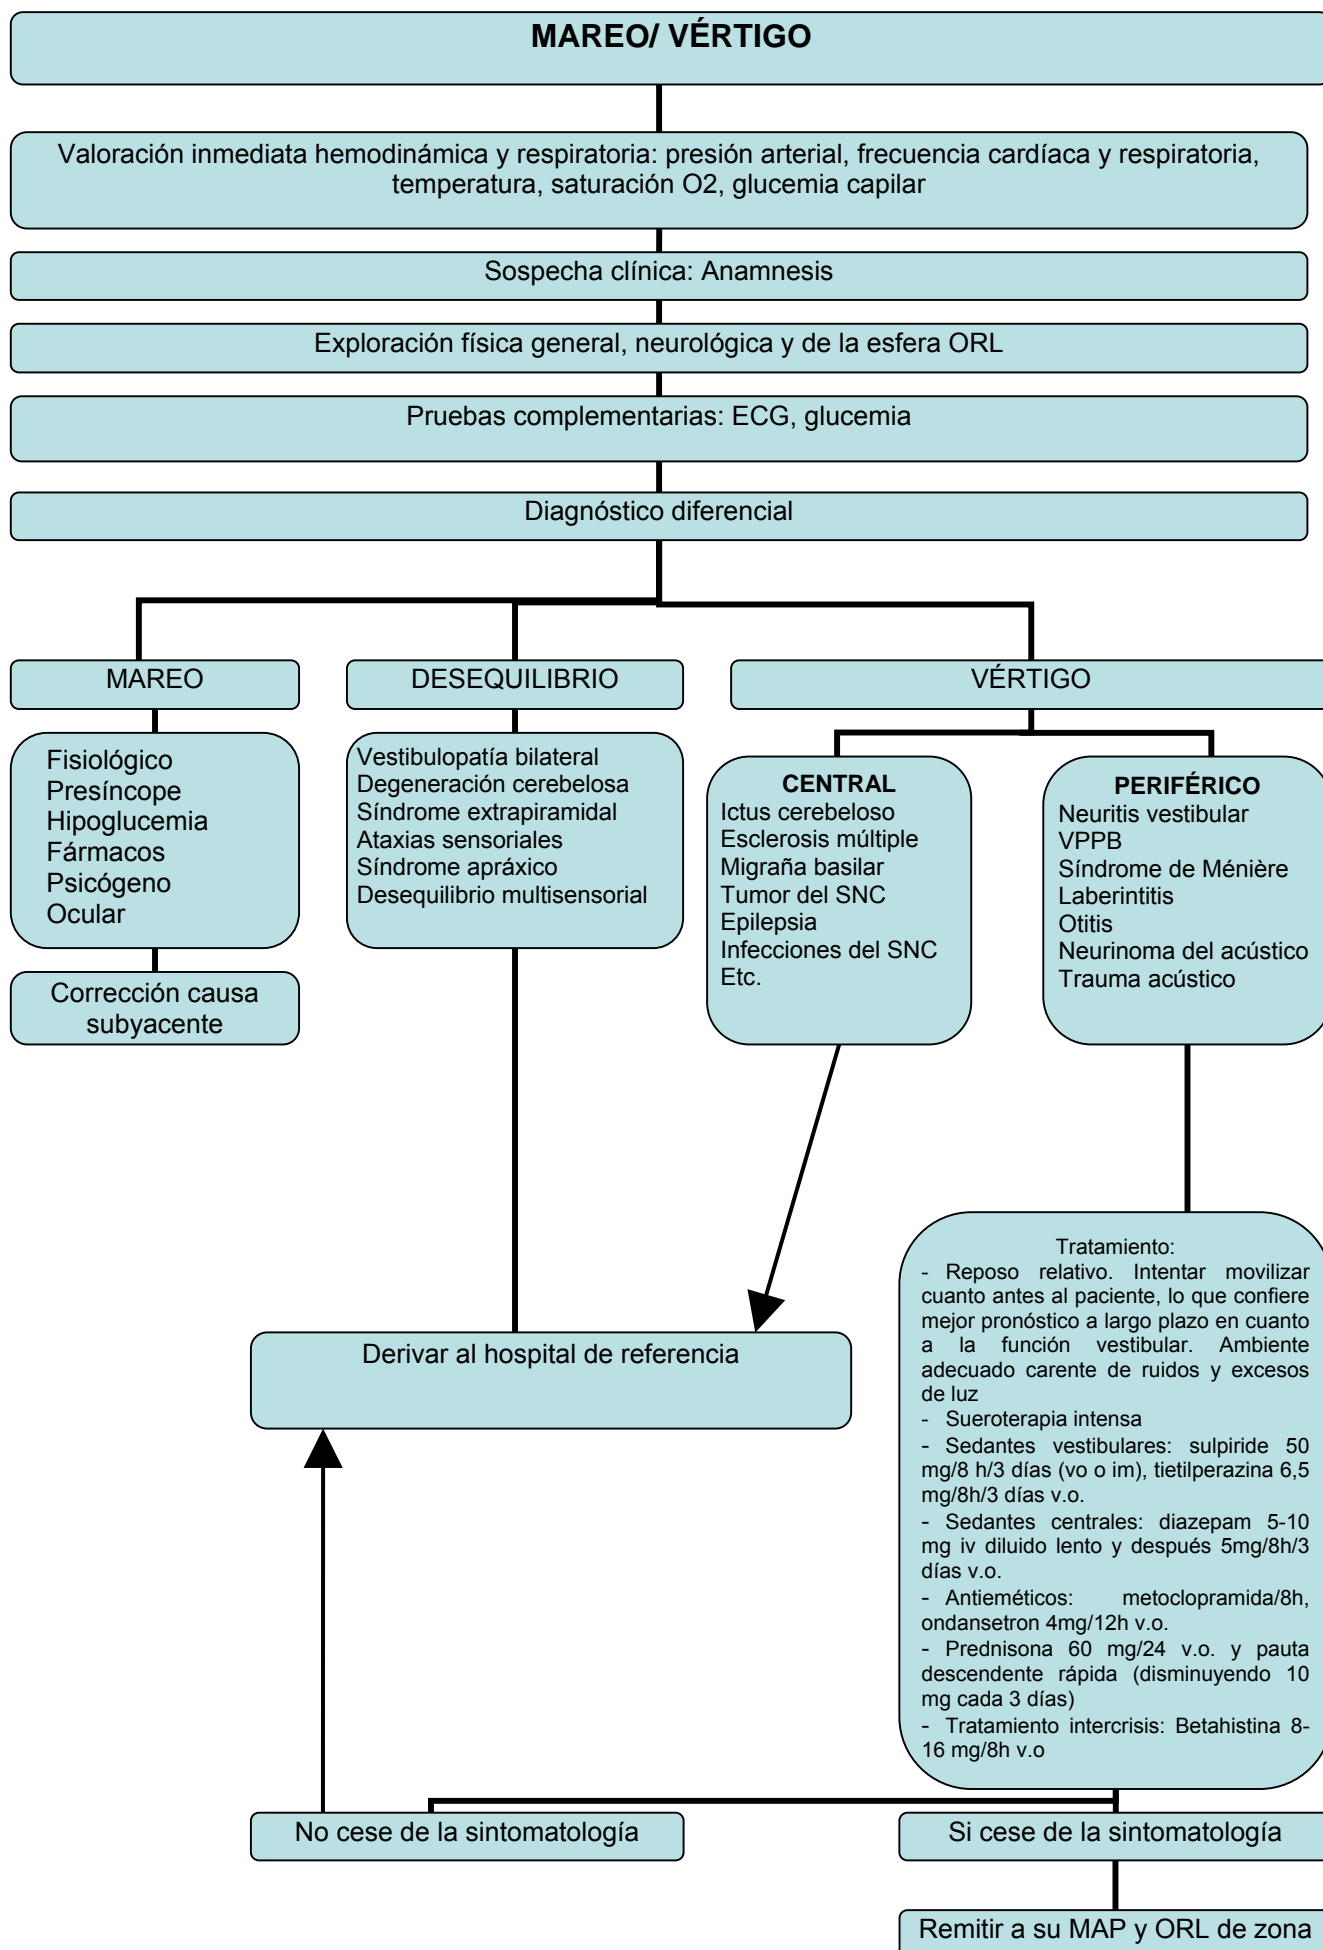 MAREO/ VÉRTIGO
Valoración inmediata hemodinámica y respiratoria: presión arterial, frecuencia cardíaca y respiratoria,
temperatura, saturación O2, glucemia capilar
Sospecha clínica: Anamnesis
Exploración física general, neurológica y de la esfera ORL
Pruebas complementarias: ECG, glucemia
Diagnóstico diferencial
MAREO
Fisiológico
Presíncope
Hipoglucemia
Fármacos
Psicógeno
Ocular
Corrección causa
subyacente
DESEQUILIBRIO
Vestibulopatía bilateral
Degeneración cerebelosa
Síndrome extrapiramidal
Ataxias sensoriales
Síndrome apráxico
Desequilibrio multisensorial
VÉRTIGO
CENTRAL
Ictus cerebeloso
Esclerosis múltiple
Migraña basilar
Tumor del SNC
Epilepsia
Infecciones del SNC
Etc.
PERIFÉRICO
Neuritis vestibular
VPPB
Síndrome de Ménière
Laberintitis
Otitis
Neurinoma del acústico
Trauma acústico
Derivar al hospital de referencia
Tratamiento:
- Reposo relativo. Intentar movilizar
cuanto antes al paciente, lo que confiere
mejor pronóstico a largo plazo en cuanto
a la función vestibular. Ambiente
adecuado carente de ruidos y excesos
de luz
- Sueroterapia intensa
- Sedantes vestibulares: sulpiride 50
mg/8 h/3 días (vo o im), tietilperazina 6,5
mg/8h/3 días v.o.
- Sedantes centrales: diazepam 5-10
mg iv diluido lento y después 5mg/8h/3
días v.o.
- Antieméticos: metoclopramida/8h,
ondansetron 4mg/12h v.o.
- Prednisona 60 mg/24 v.o. y pauta
descendente rápida (disminuyendo 10
mg cada 3 días)
- Tratamiento intercrisis: Betahistina 8-
16 mg/8h v.o
No cese de la sintomatología
Si cese de la sintomatología
Remitir a su MAP y ORL de zona